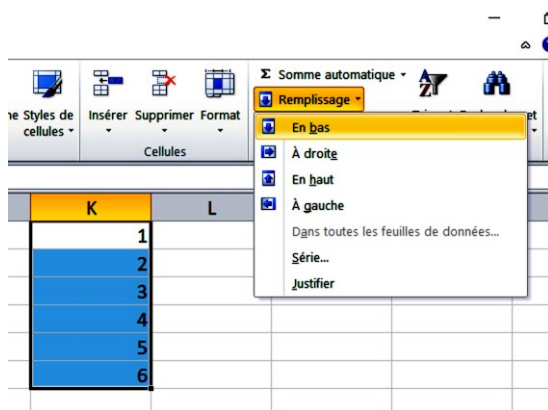 Σ Somme automatique
Styles de cellules
Insérer Supprimer Format
Remplissage
Cellules
En bas
À droite
En haut
À gauche
Dans toutes les feuilles de données...
Série...
Justifier
K L
1
2
3
4
5
6